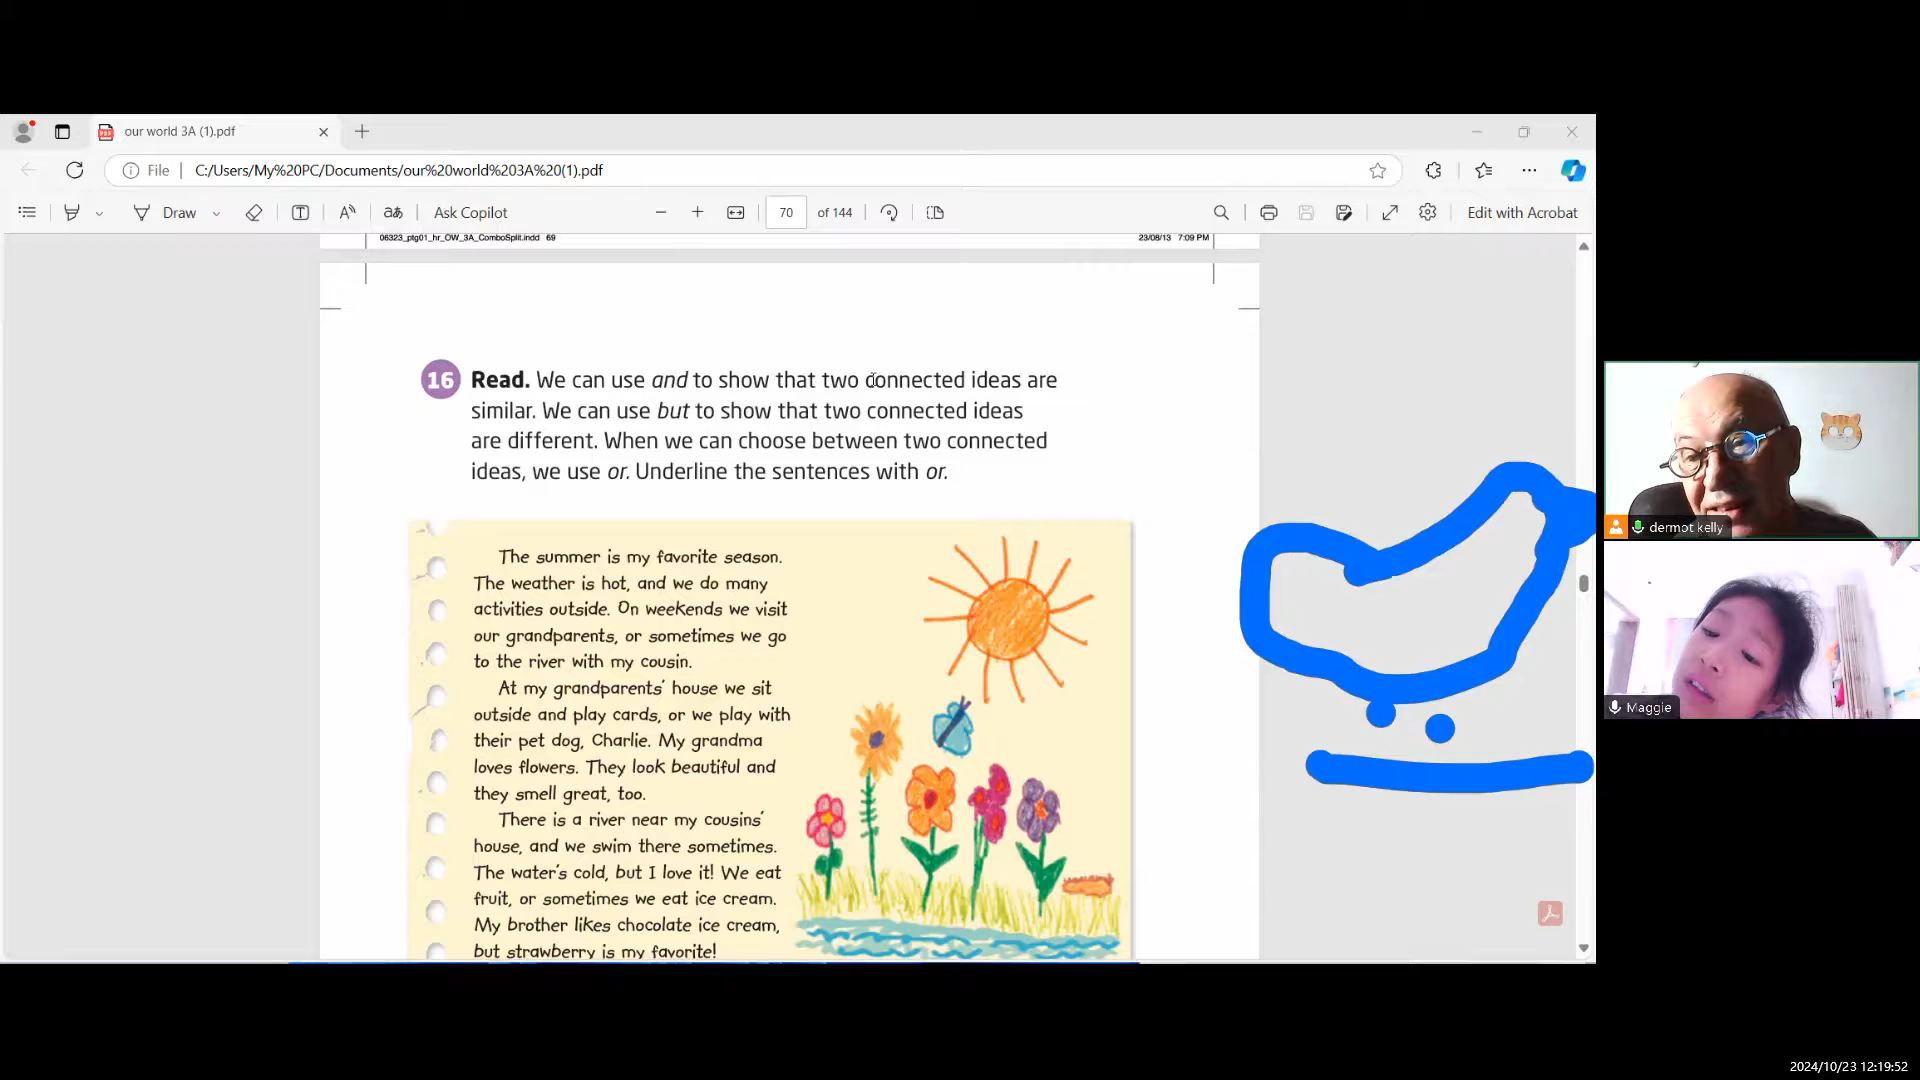 our world 3A (1).pdf
File
C:/Users/My%20PC/Documents/our%20world%203A%20(1).pdf
Draw
Ask Copilot
70
of 144
Edit with Acrobat
06323_ptg01_hr_OW_3A_ComboSplit.indd 69
23/08/13 7:09 PM
16
Read. We can use and to show that two connected ideas are
similar. We can use but to show that two connected ideas
are different. When we can choose between two connected
ideas, we use or. Underline the sentences with or.
The summer is my favorite season.
The weather is hot, and we do many
activities outside. On weekends we visit
our grandparents, or sometimes we go
to the river with my cousin.
At my grandparents' house we sit
outside and play cards, or we play with
their pet dog, Charlie. My grandma
loves flowers. They look beautiful and
they smell great, too.
There is a river near my cousins'
house, and we swim there sometimes.
The water's cold, but I love it! We eat
fruit, or sometimes we eat ice cream.
My brother likes chocolate ice cream,
but strawberry is my favorite!
dermot kelly
Maggie
2024/10/23 12:19:52